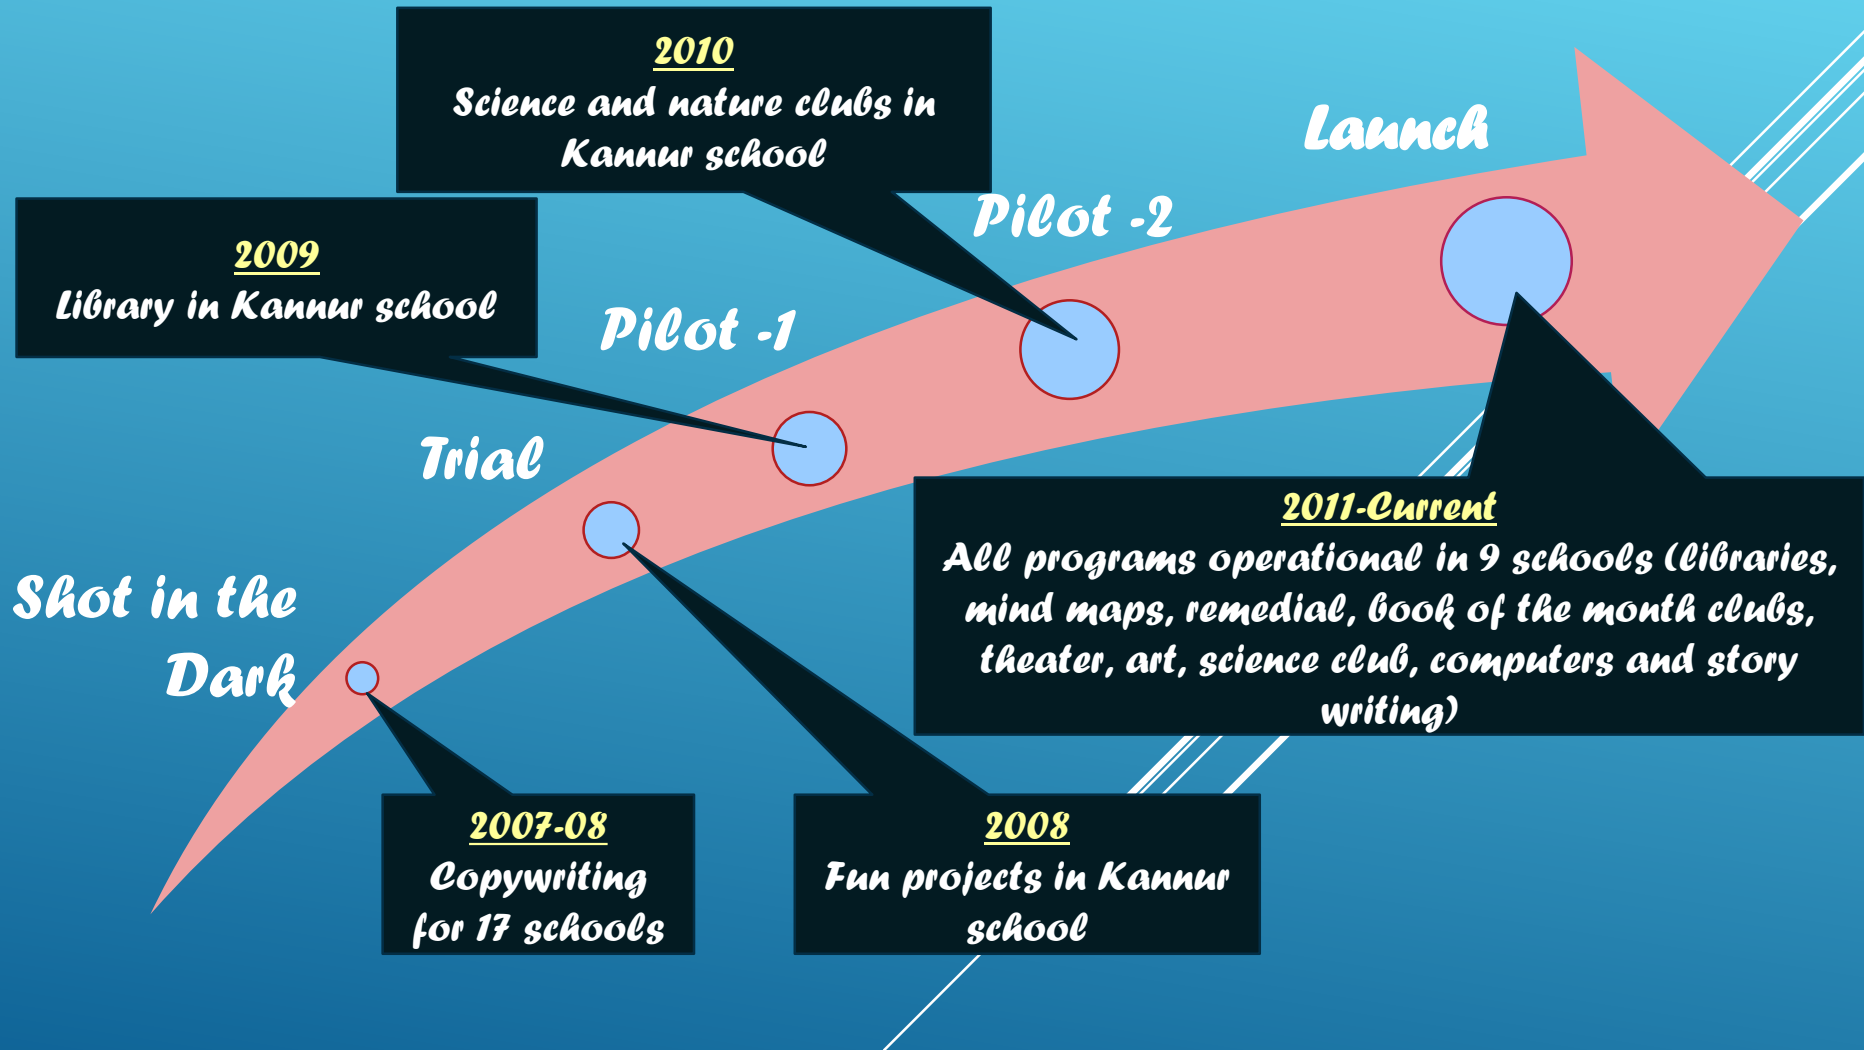 2010
Science and nature clubs in
Kannur school
Launch
Pilot -2
2009
Library in Kannur school
Pilot -1
Trial
2011-Current
All programs operational in 9 schools (libraries,
mind maps, remedial, book of the month clubs,
theater, art, science club, computers and story
writing)
Shot in the
Dark
2007-08
Copywriting
for 17 schools
2008
Fun projects in Kannur
school